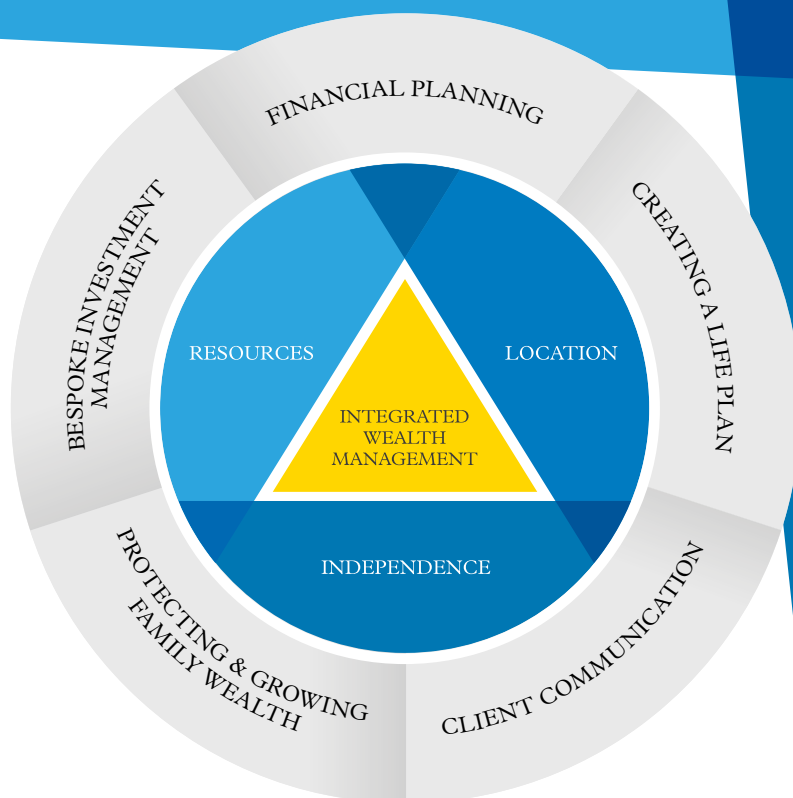 FINANCIAL PLANNING
CREATING A LIFE PLAN
CLIENT COMMUNICATION
PROTECTING & GROWING
FAMILY WEALTH
BESPOKE INVESTMENT
MANAGEMENT
RESOURCES
LOCATION
INTEGRATED
WEALTH
MANAGEMENT
INDEPENDENCE